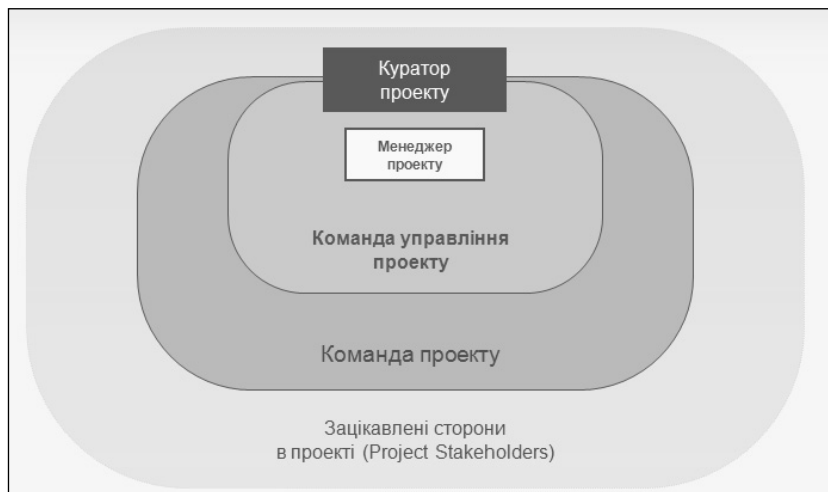 Куратор
проекту
Менеджер
проекту
Команда управління
проекту
Команда проекту
Зацікавлені сторони
в проекті (Project Stakeholders)